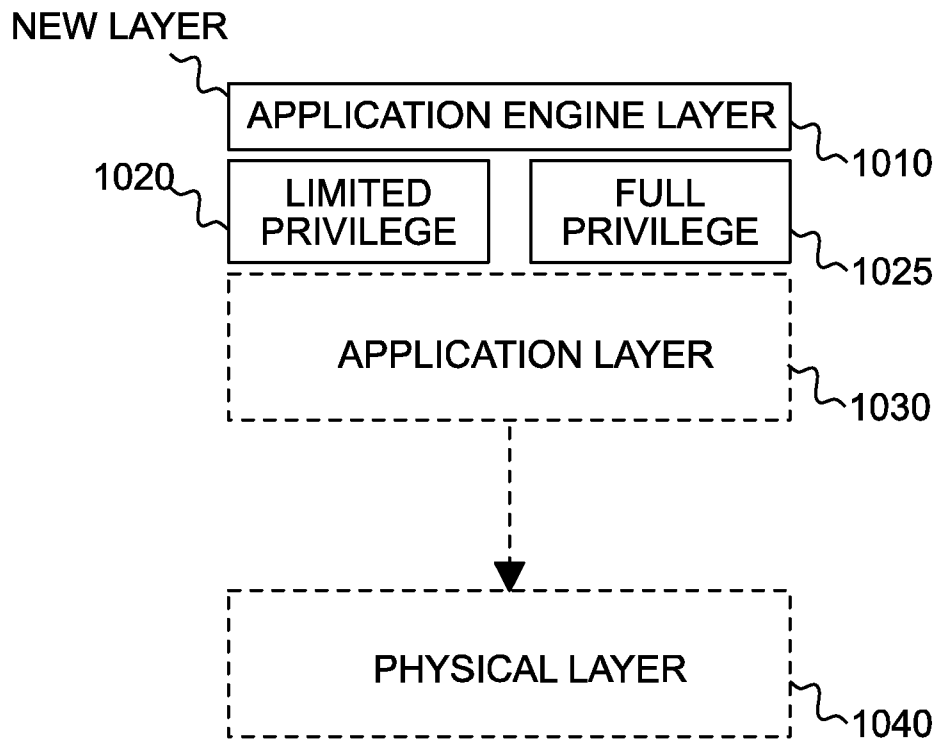 NEW LAYER
APPLICATION ENGINE LAYER
1010
1020
LIMITED
PRIVILEGE
FULL
PRIVILEGE
1025
APPLICATION LAYER
1030
PHYSICAL LAYER
1040